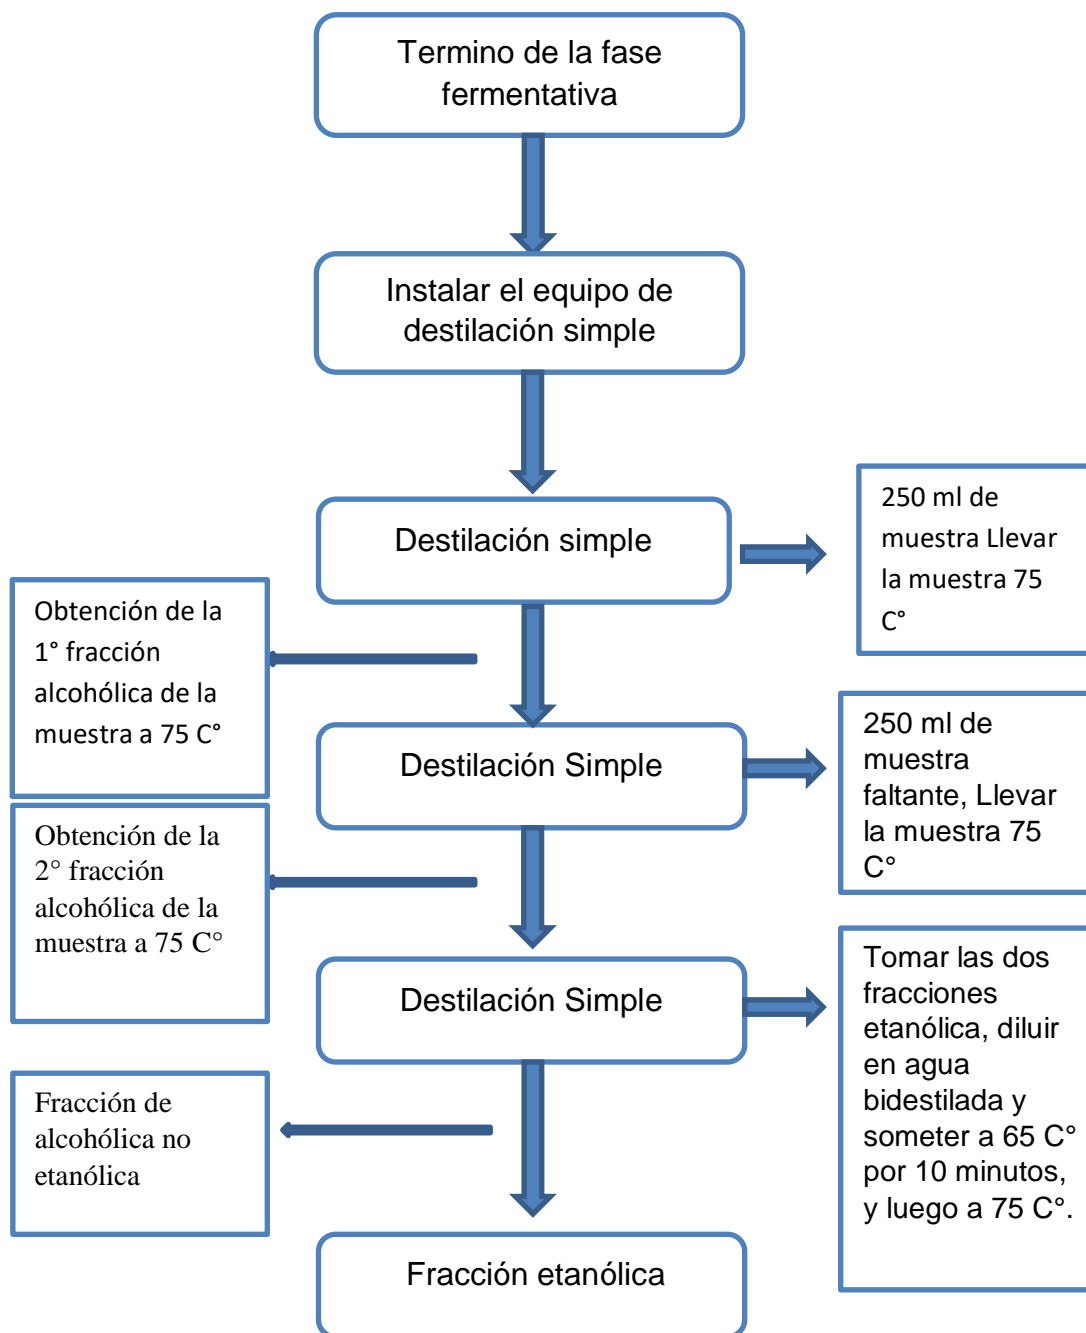 Termino de la fase
fermentativa
Instalar el equipo de
destilación simple
Destilación simple
250 ml de
muestra Llevar
la muestra 75
C°
Obtención de la
1° fracción
alcohólica de la
muestra a 75 C°
Destilación Simple
250 ml de
muestra
faltante, Llevar
la muestra 75
C°
Obtención de la
2° fracción
alcohólica de la
muestra a 75 C°
Destilación Simple
Tomar las dos
fracciones
etanólica, diluir
en agua
bidestilada y
someter a 65 C°
por 10 minutos,
y luego a 75 C°.
Fracción de
alcohólica no
etanólica
Fracción etanólica